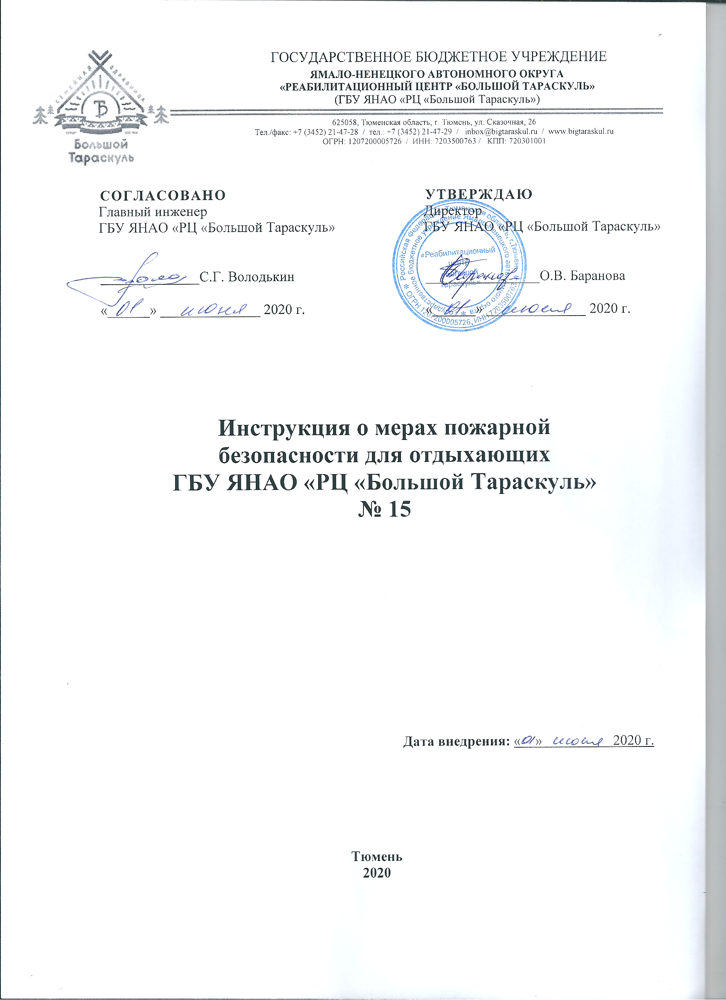 СЕМЕЙНАЯ ЗДРАВНИЦА
Большой
Тараскуль
ГОСУДАРСТВЕННОЕ БЮДЖЕТНОЕ УЧРЕЖДЕНИЕ
ЯМАЛО-НЕНЕЦКОГО АВТОНОМНОГО ОКРУГА
«РЕАБИЛИТАЦИОННЫЙ ЦЕНТР «БОЛЬШОЙ ТАРАСКУЛЬ»
(ГБУ ЯНАО «РЦ «Большой Тараскуль»)
625058, Тюменская область, г. Тюмень, ул. Сказочная, 26
Тел./факс: +7 (3452) 21-47-28 / тел.: +7 (3452) 21-47-29 / inbox@bigtaraskul.ru / www.bigtaraskul.ru
ОГРН: 1207200005726 / ИНН: 7203500763 / КПП: 720301001
СОГЛАСОВАНО
Главный инженер
ГБУ ЯНАО «РЦ «Большой Тараскуль»
С.Г. Володькин
«01» июня 2020 г.
УТВЕРЖДАЮ
Директор
ГБУ ЯНАО «РЦ «Большой Тараскуль»
О.В. Баранова
«01» июня 2020 г.
Российская Федерация, Тюменская область, г.Тюмень
ОГРН 1207200005726, ИНН 7203500763
Государственное бюджетное учреждение Ямало-Ненецкого автономного округа
«Реабилитационный
центр
«Большой
Тараскуль»
Инструкция о мерах пожарной
безопасности для отдыхающих
ГБУ ЯНАО «РЦ «Большой Тараскуль»
№ 15
Дата внедрения: «01» июня 2020 г.
Тюмень
2020